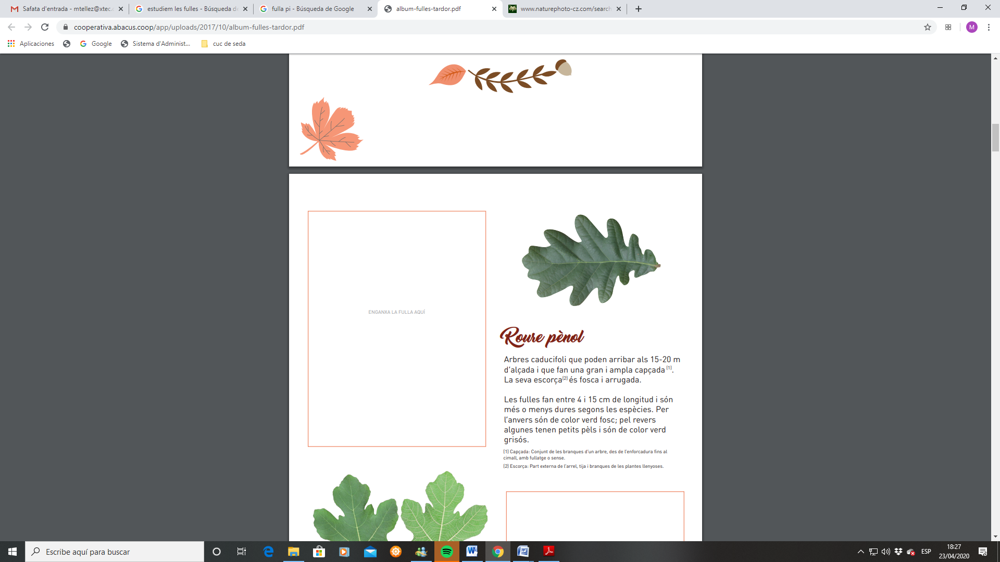 Safata d'entrada - mtellez@xtec.c
estudiem les fulles - Búsqueda de
fulla pi - Búsqueda de Google
album-fulles-tardor.pdf
www.naturephoto-cz.com/search
cooperativa.abacus.coop/app/uploads/2017/10/album-fulles-tardor.pdf
M
Aplicaciones
Google
Sistema d'Administ...
cuc de seda
ENGANXA LA FULLA AQUÍ
Roure pènol
Arbres caducifoli que poden arribar als 15-20 m
d'alçada i que fan una gran i ampla capçada (1).
La seva escorça(2) és fosca i arrugada.
Les fulles fan entre 4 i 15 cm de longitud i són
més o menys dures segons les espècies. Per
l'anvers són de color verd fosc; pel revers
algunes tenen petits pèls i són de color verd
grisós.
(1) Capçada: Conjunt de les branques d'un arbre, des de l'enforcadura fins al
cimall, amb fullatge o sense.
(2) Escorça: Part externa de l'arrel, tija i branques de les plantes llenyoses.
Escribe aquí para buscar
ESP
18:27
23/04/2020